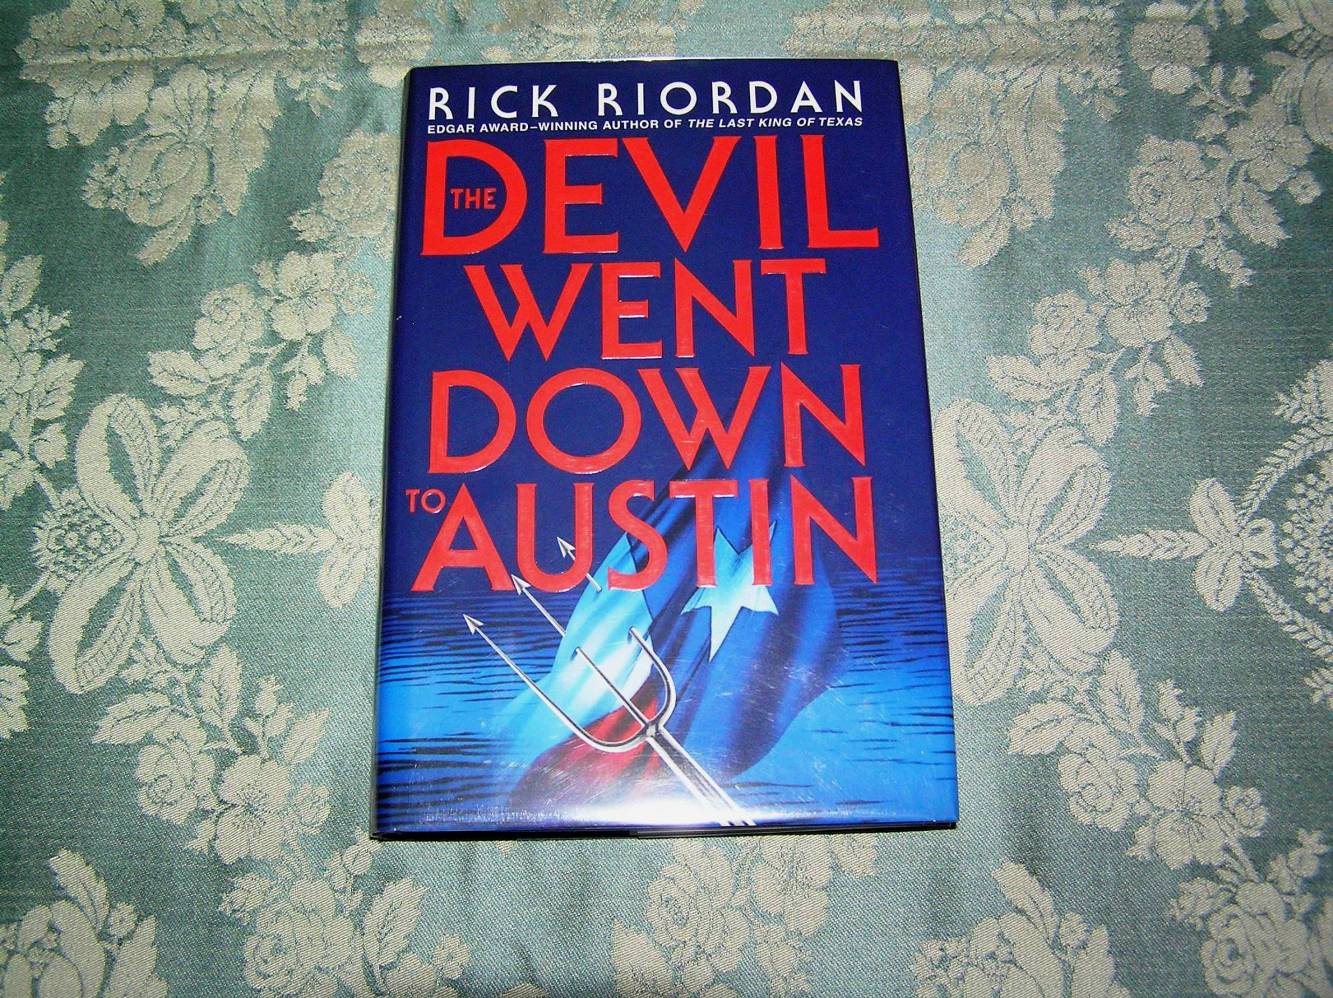 RICK RIORDAN
EDGAR AWARD–WINNING AUTHOR OF THE LAST KING OF TEXAS
THE DEVIL
WENT
DOWN
TO AUSTIN